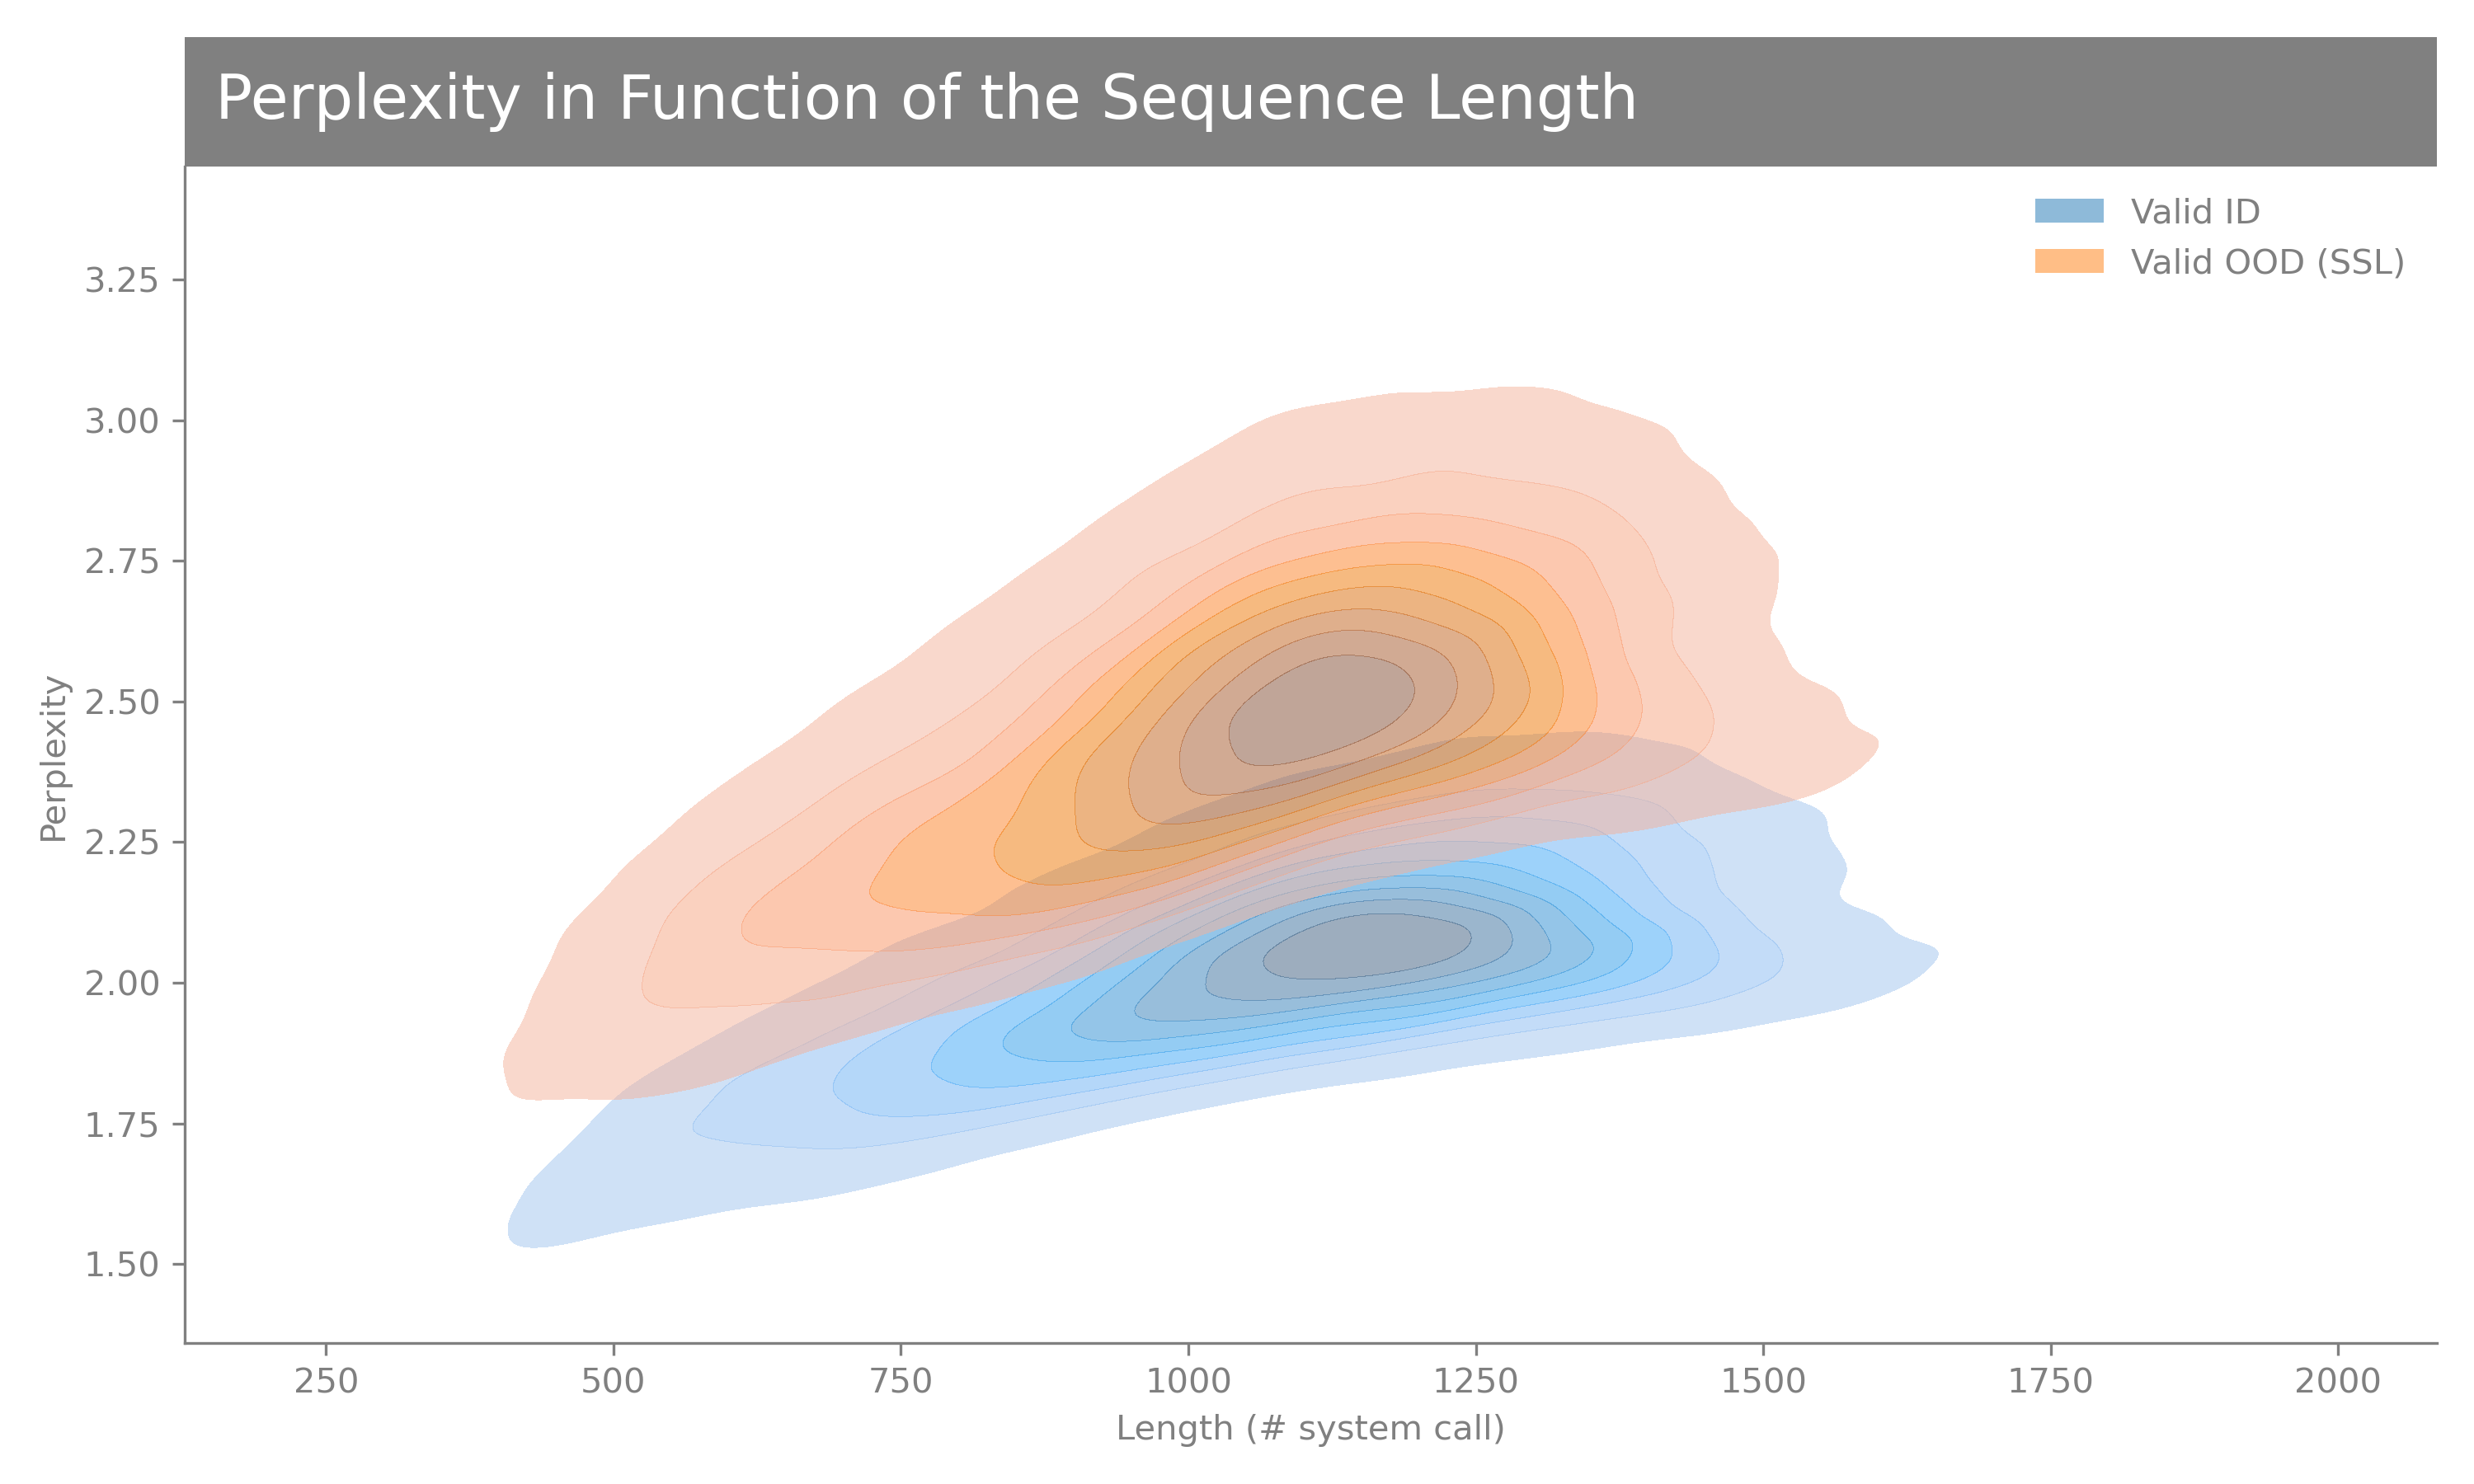 Perplexity in Function of the Sequence Length
Valid ID
Valid OOD (SSL)
3.25
3.00
2.75
2.50
2.25
2.00
1.75
1.50
Perplexity
250 500 750 1000 1250 1500 1750 2000
Length (# system call)